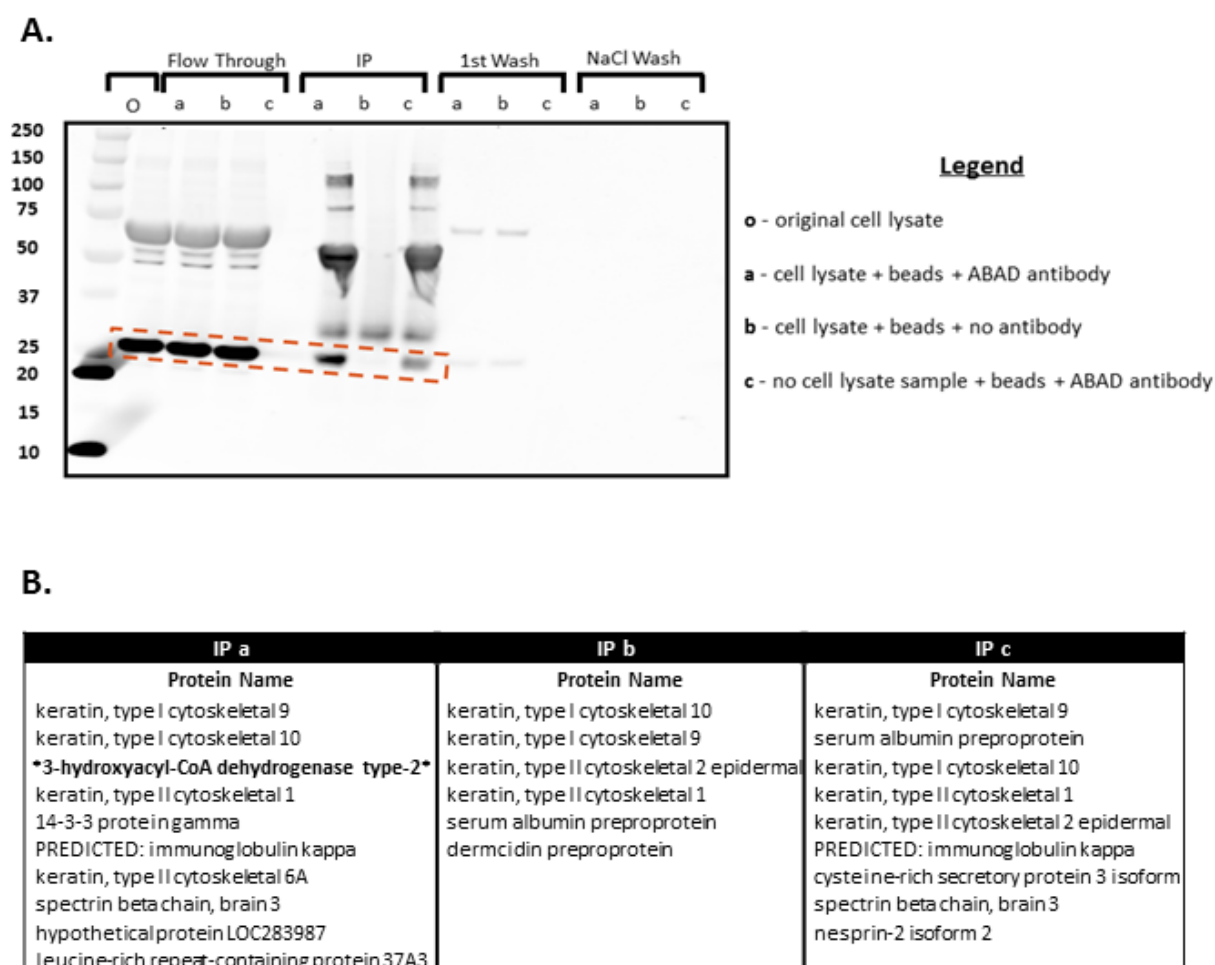 A.
Flow Through IP 1st Wash NaCl Wash
O a b c a b c a b c a b c
250
150
100
75
50
37
25
20
15
10
Legend
o - original cell lysate
a - cell lysate + beads + ABAD antibody
b - cell lysate + beads + no antibody
c - no cell lysate sample + beads + ABAD antibody
B.
IP a IP b IP c
Protein Name Protein Name Protein Name
keratin, type I cytoskeletal 9 keratin, type I cytoskeletal 10 keratin, type I cytoskeletal 9
keratin, type I cytoskeletal 10 keratin, type I cytoskeletal 9 serum albumin preproprotein
*3-hydroxyacyl-CoA dehydrogenase type-2* keratin, type II cytoskeletal 2 epidermal keratin, type I cytoskeletal 10
keratin, type II cytoskeletal 1 keratin, type II cytoskeletal 1 keratin, type II cytoskeletal 1
14-3-3 protein gamma serum albumin preproprotein keratin, type II cytoskeletal 2 epidermal
PREDICTED: immunoglobulin kappa dermcidin preproprotein PREDICTED: immunoglobulin kappa
keratin, type II cytoskeletal 6A cysteine-rich secretory protein 3 isoform
spectrin beta chain, brain 3 spectrin beta chain, brain 3
hypothetical protein LOC283987 nesprin-2 isoform 2
leucine-rich repeat-containing protein 37A3